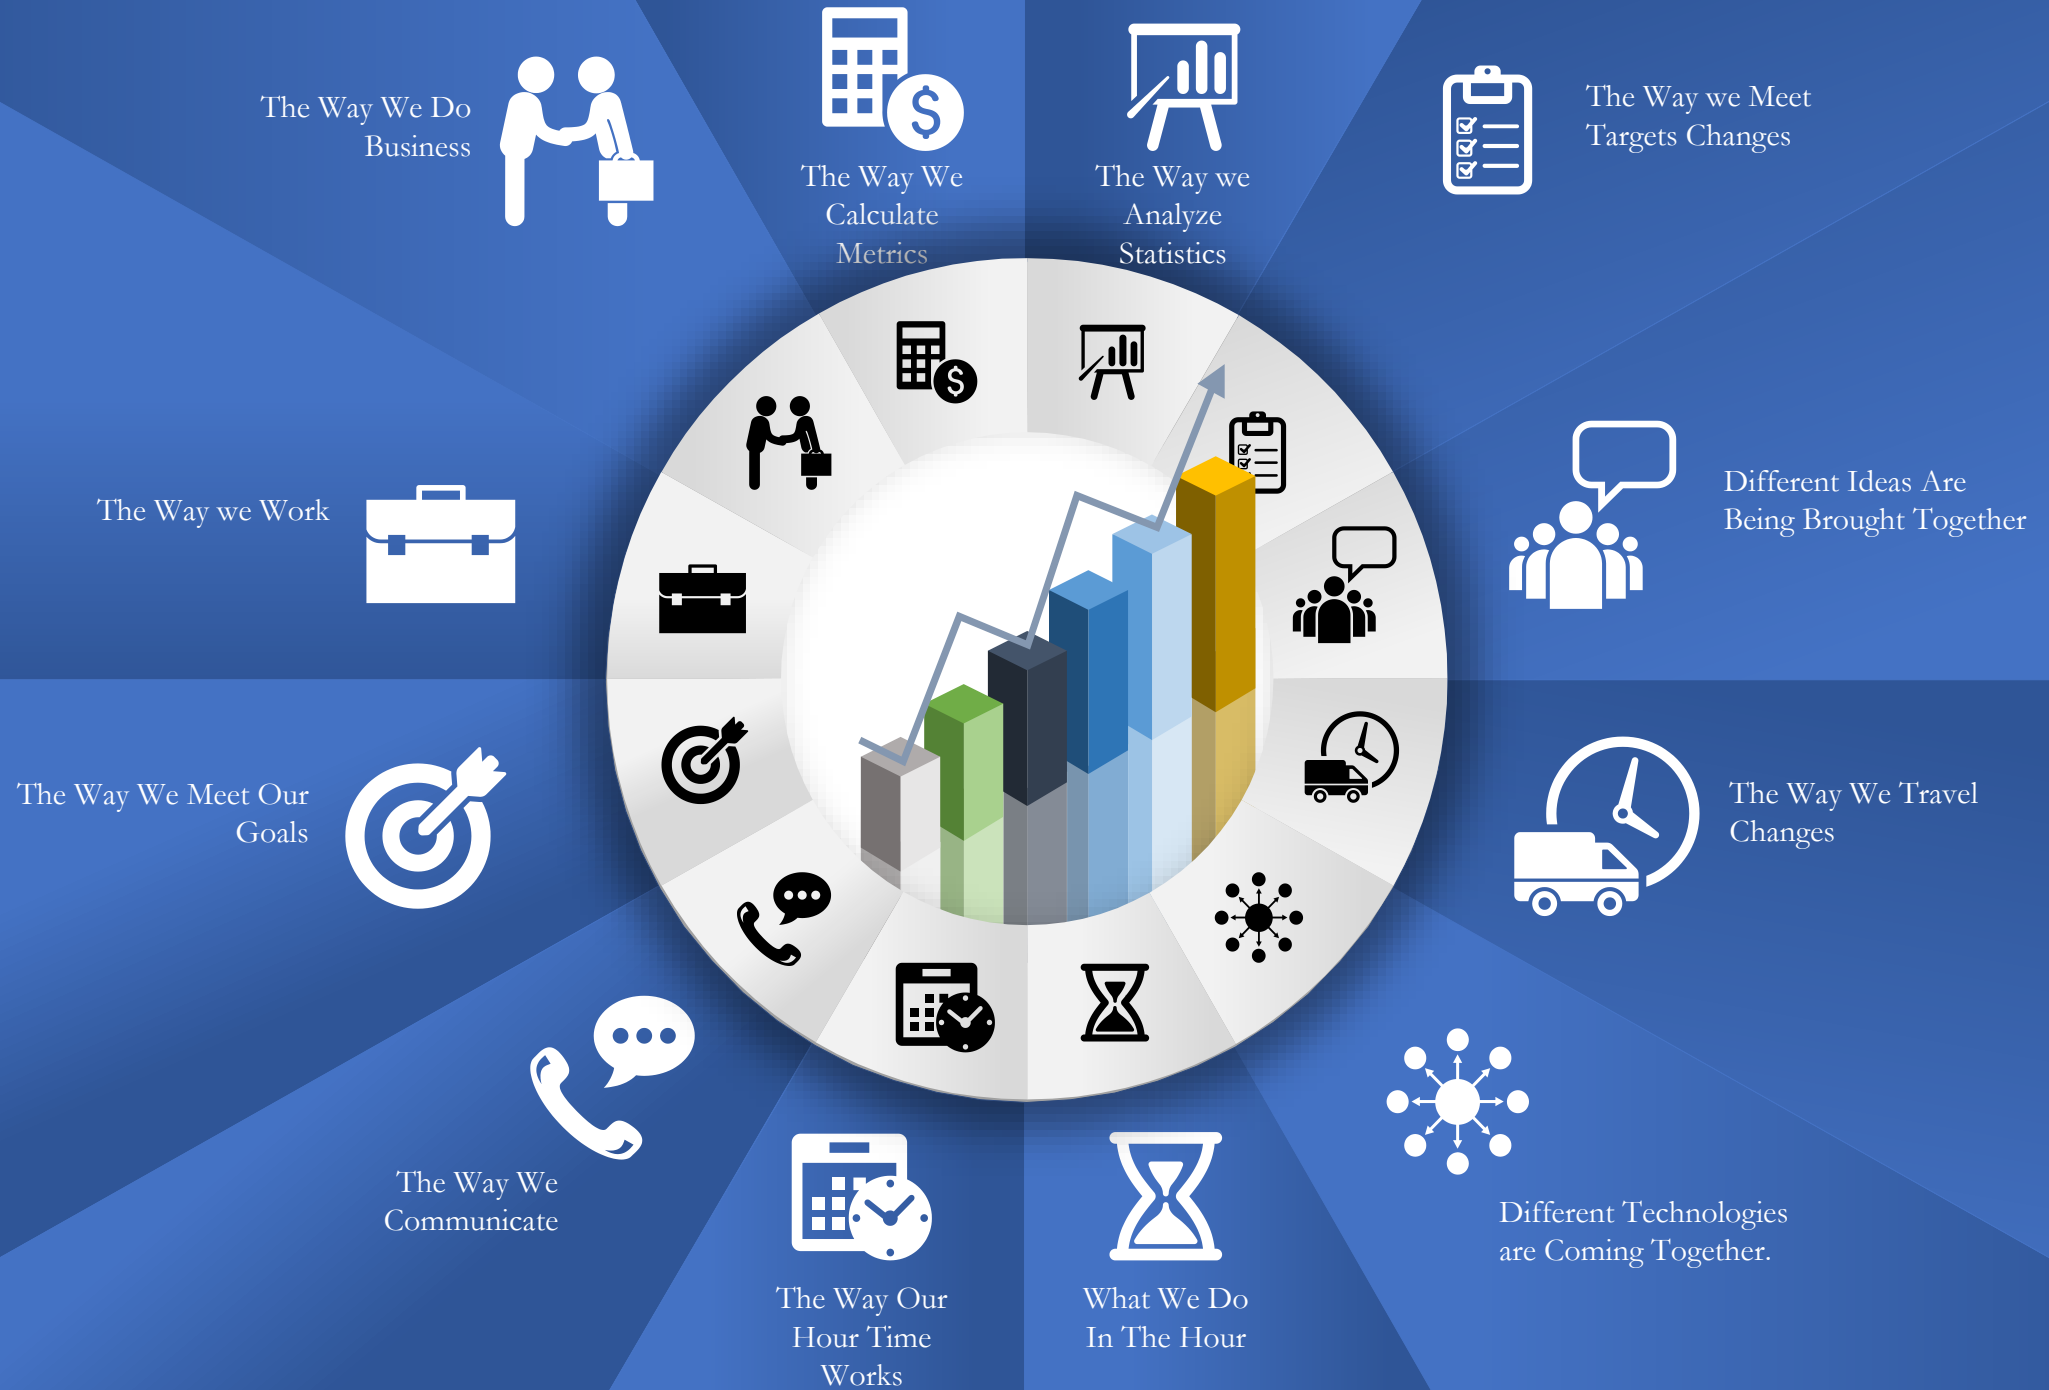 The Way We Do
Business
The Way We
Calculate
Metrics
The Way we
Analyze
Statistics
The Way we Meet
Targets Changes
Different Ideas Are
Being Brought Together
The Way We Travel
Changes
Different Technologies
are Coming Together.
What We Do
In The Hour
The Way Our
Hour Time
Works
The Way We
Communicate
The Way We Meet Our
Goals
The Way we Work
$
$